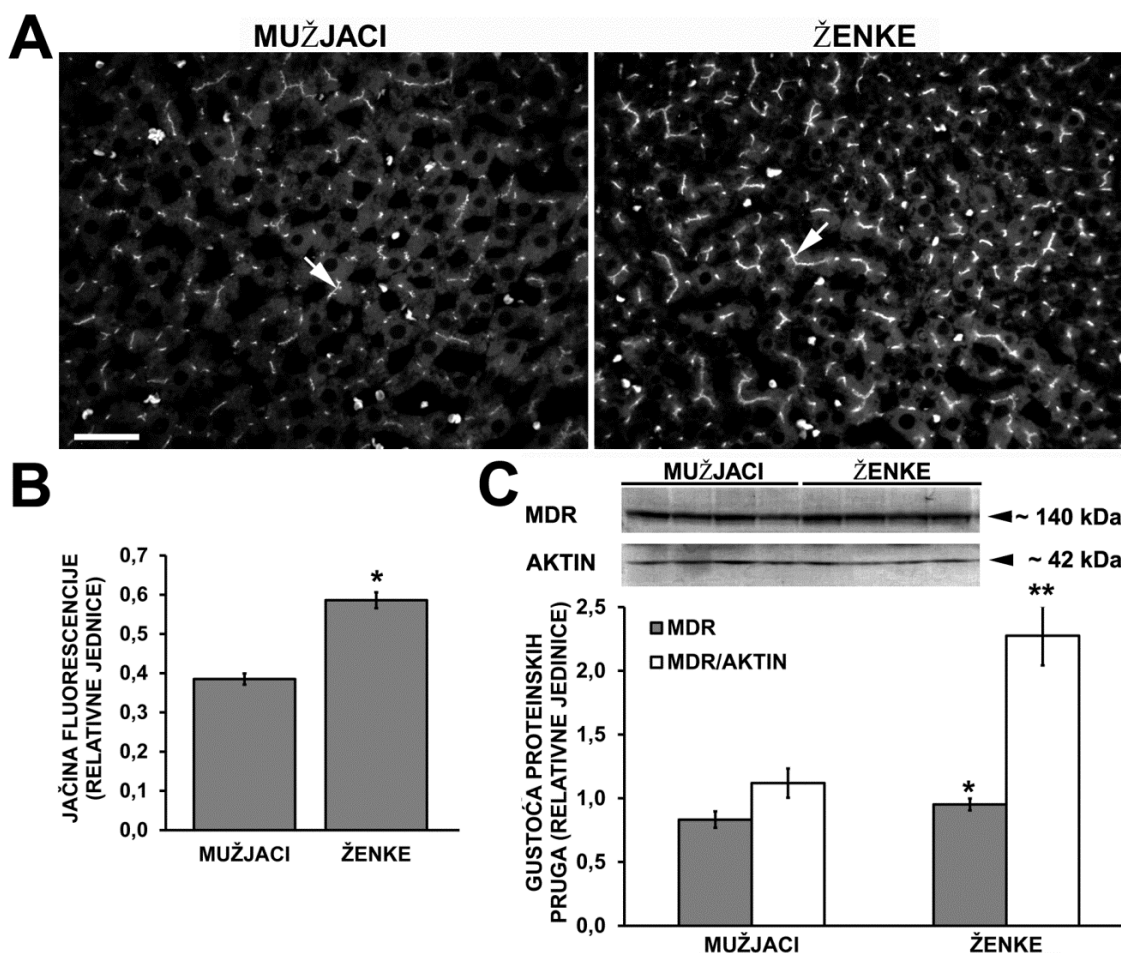 A
MUŽJACI
ŽENKE
B
JAČINA FLUORESCENCIJE
(RELATIVNE JEDNICE)
0,7
0,6
0,5
0,4
0,3
0,2
0,1
0,0
*
MUŽJACI
ŽENKE
C
MUŽJACI
ŽENKE
MDR
~ 140 kDa
AKTIN
~ 42 kDa
GUSTOĆA PROTEINSKIH
PRUGA (RELATIVNE JEDINICE)
2,5
2,0
1,5
1,0
0,5
0,0
MDR
MDR/AKTIN
*
**
MUŽJACI
ŽENKE